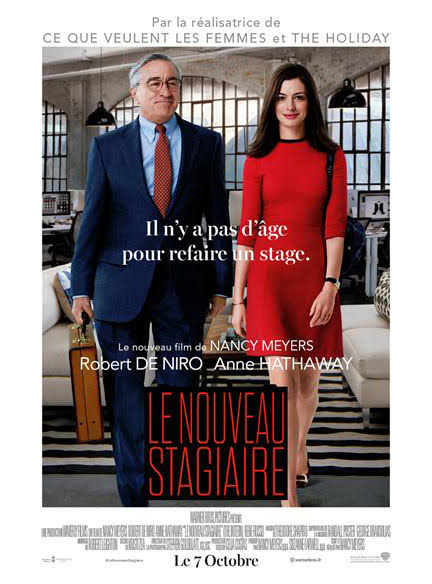 Par la réalisatrice de
CE QUE VEULENT LES FEMMES et THE HOLIDAY
Il n'y a pas d'âge
pour refaire un stage.
Le nouveau film de NANCY MEYERS
Robert DE NIRO Anne HATHAWAY
LE NOUVEAU
STAGIAIRE
WARNER BROS. PICTURES
Le 7 Octobre